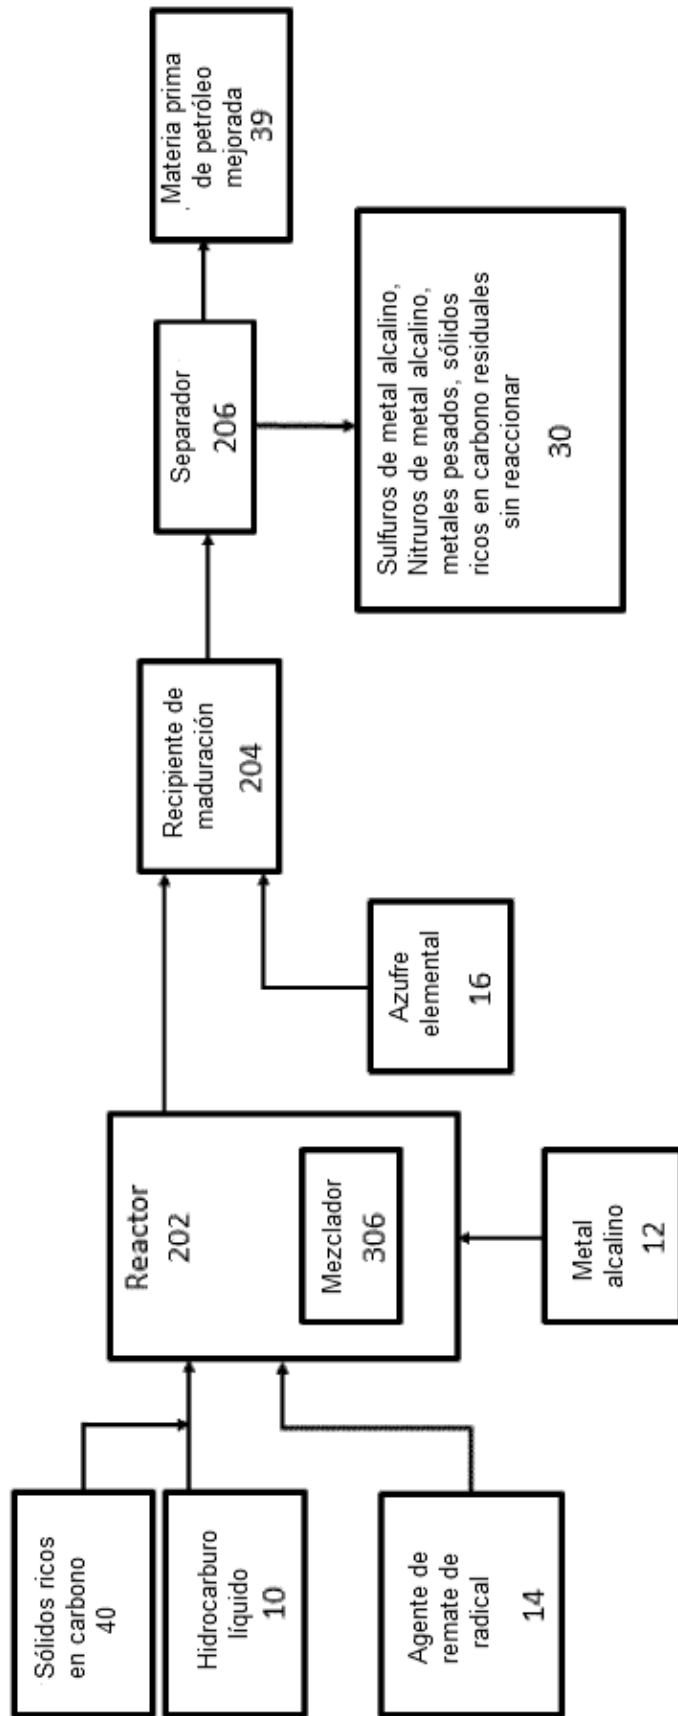 Sólidos ricos
en carbono
40
Hidrocarburo
líquido
10
Agente de
remate de
radical
14
Reactor
202
Mezclador
306
Metal
alcalino
12
Azufre
elemental
16
Recipiente de
maduración
204
Separador
206
Materia prima
de petróleo
mejorada
39
Sulfuros de metal alcalino,
Nitruros de metal alcalino,
metales pesados, sólidos
ricos en carbono residuales
sin reaccionar
30